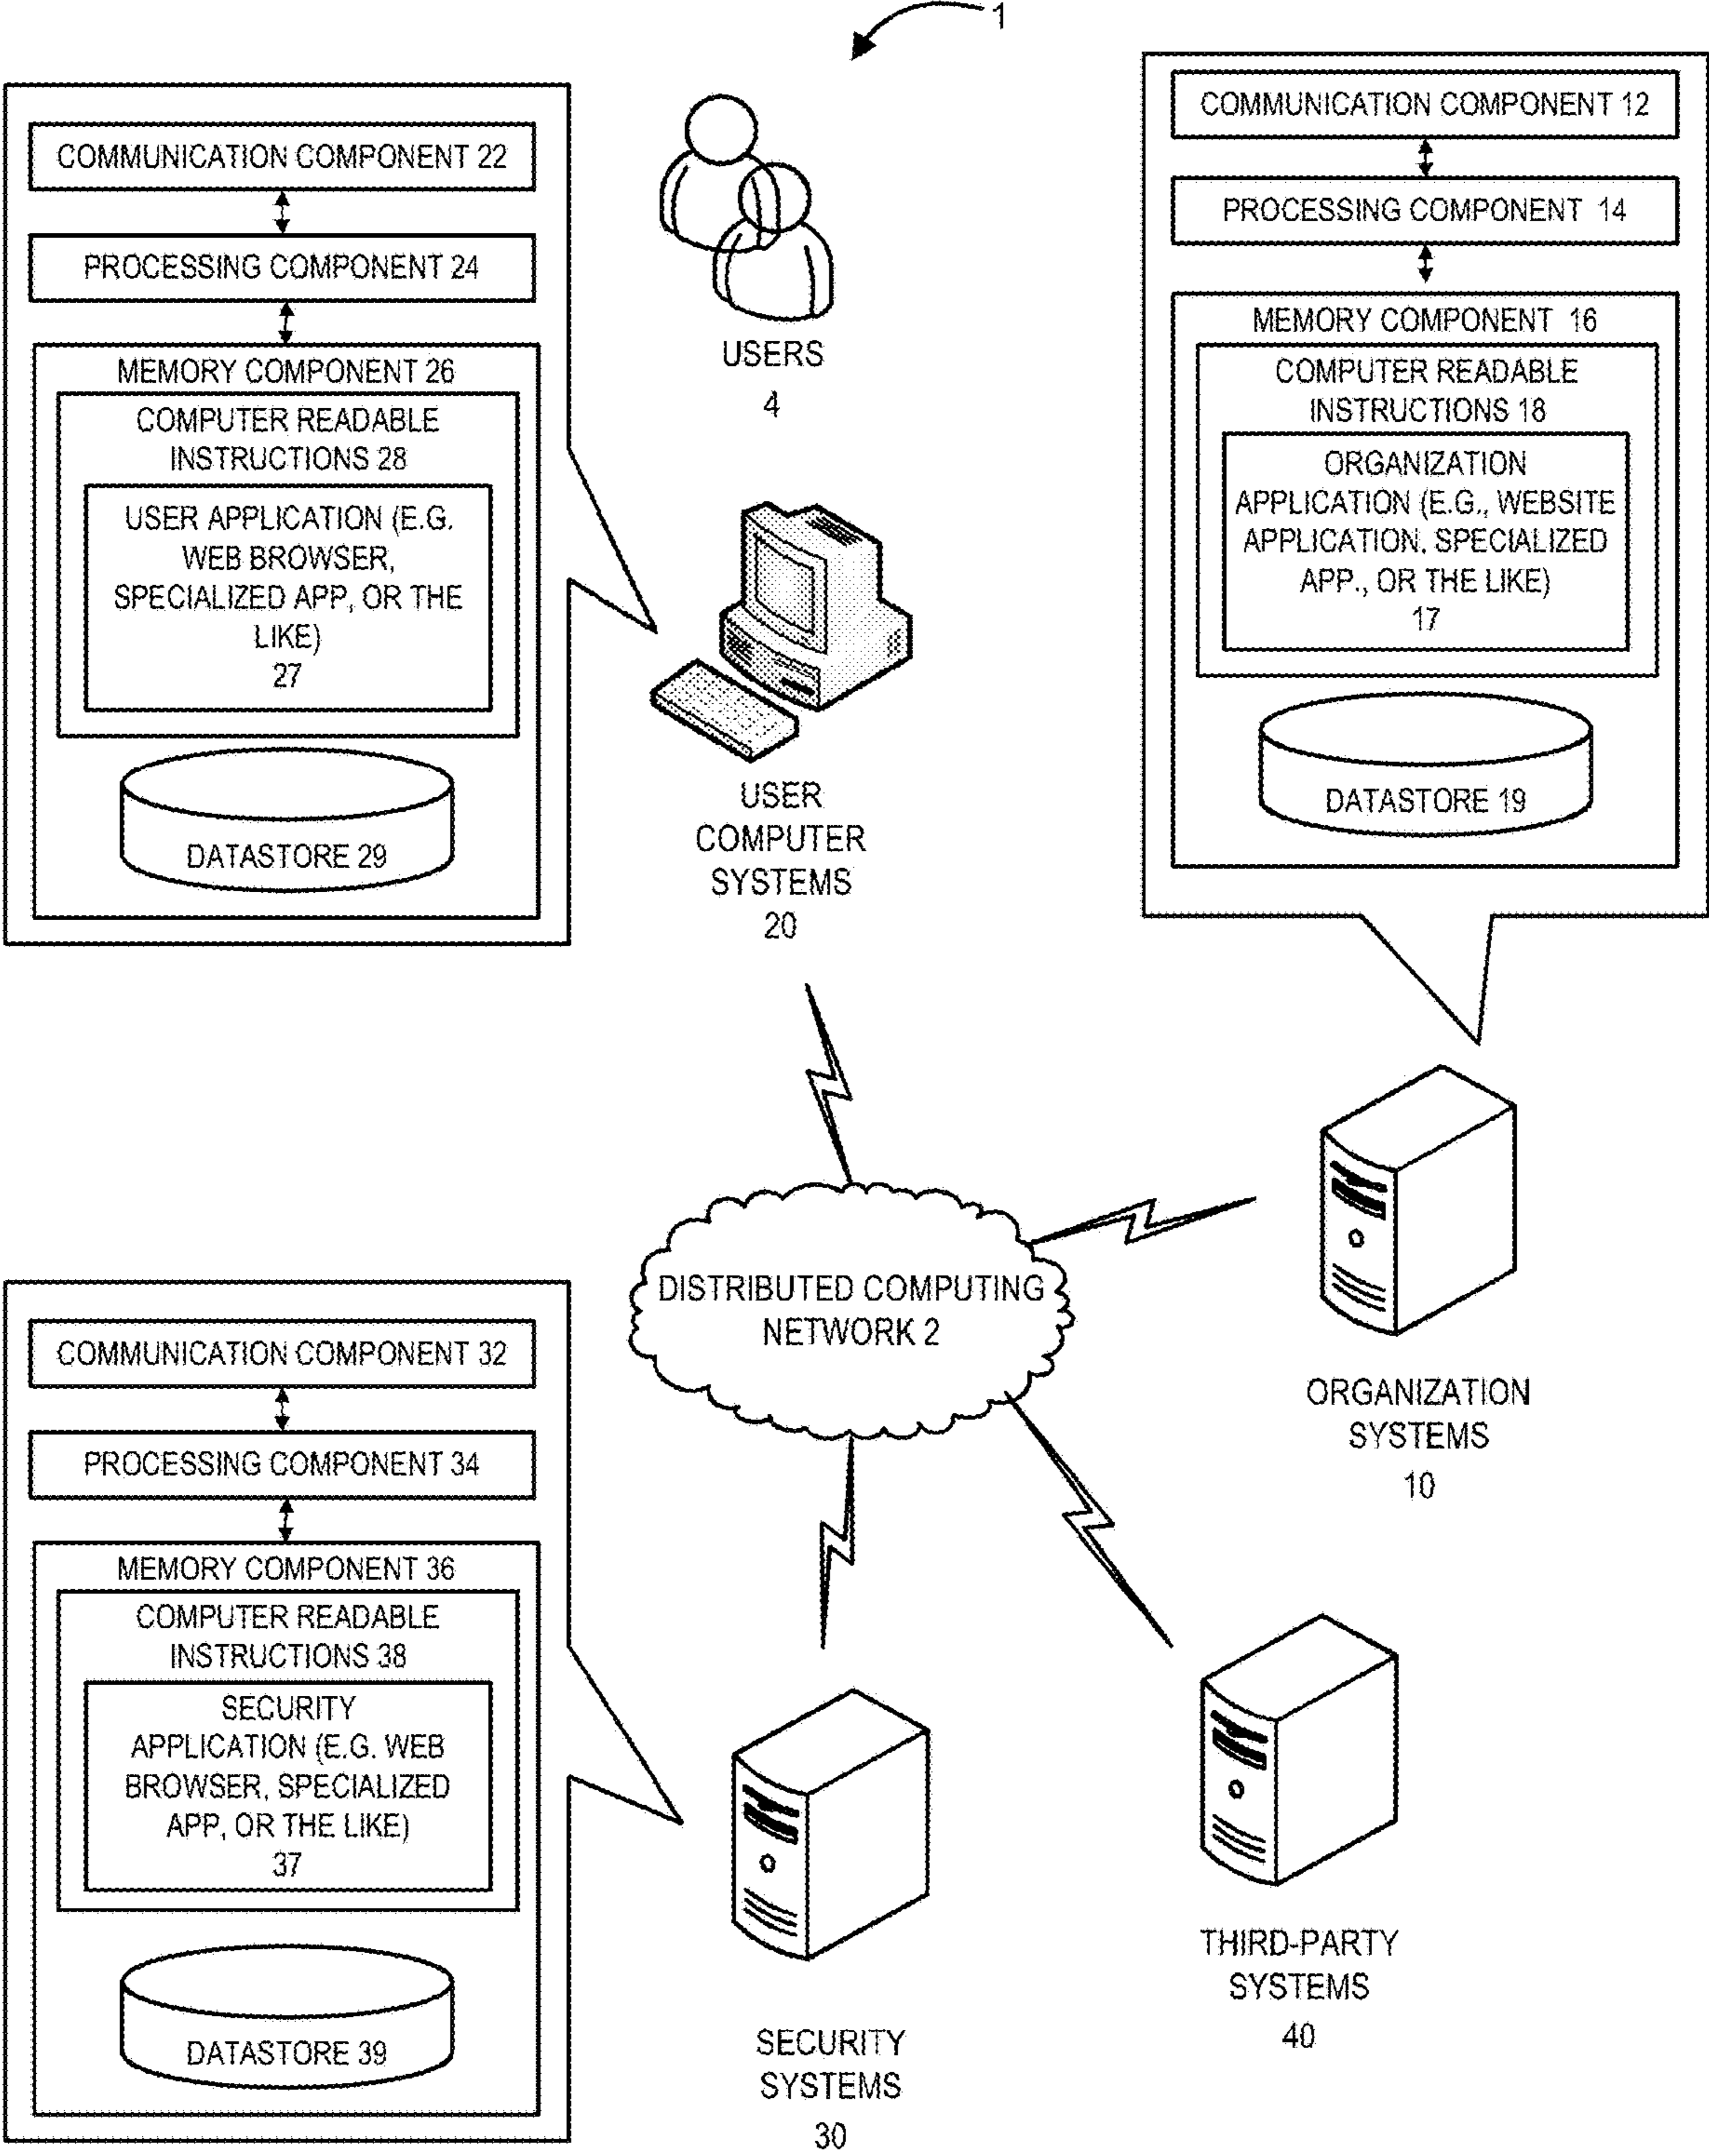 1
COMMUNICATION COMPONENT 22
PROCESSING COMPONENT 24
MEMORY COMPONENT 26
COMPUTER READABLE
INSTRUCTIONS 28
USER APPLICATION (E.G.
WEB BROWSER,
SPECIALIZED APP, OR THE
LIKE)
27
DATASTORE 29
USERS
4
USER
COMPUTER
SYSTEMS
20
COMMUNICATION COMPONENT 12
PROCESSING COMPONENT 14
MEMORY COMPONENT 16
COMPUTER READABLE
INSTRUCTIONS 18
ORGANIZATION
APPLICATION (E.G., WEBSITE
APPLICATION, SPECIALIZED
APP., OR THE LIKE)
17
DATASTORE 19
DISTRIBUTED COMPUTING
NETWORK 2
ORGANIZATION
SYSTEMS
10
COMMUNICATION COMPONENT 32
PROCESSING COMPONENT 34
MEMORY COMPONENT 36
COMPUTER READABLE
INSTRUCTIONS 38
SECURITY
APPLICATION (E.G. WEB
BROWSER, SPECIALIZED
APP, OR THE LIKE)
37
DATASTORE 39
SECURITY
SYSTEMS
30
THIRD-PARTY
SYSTEMS
40